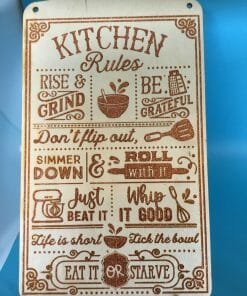 KITCHEN
Rules
RISE & GRIND
BE GRATEFUL
Don't flip out,
SIMMER DOWN & ROLL with it
Just BEAT IT
Whip IT GOOD
Life is short Lick the bowl
EAT IT OR STARVE